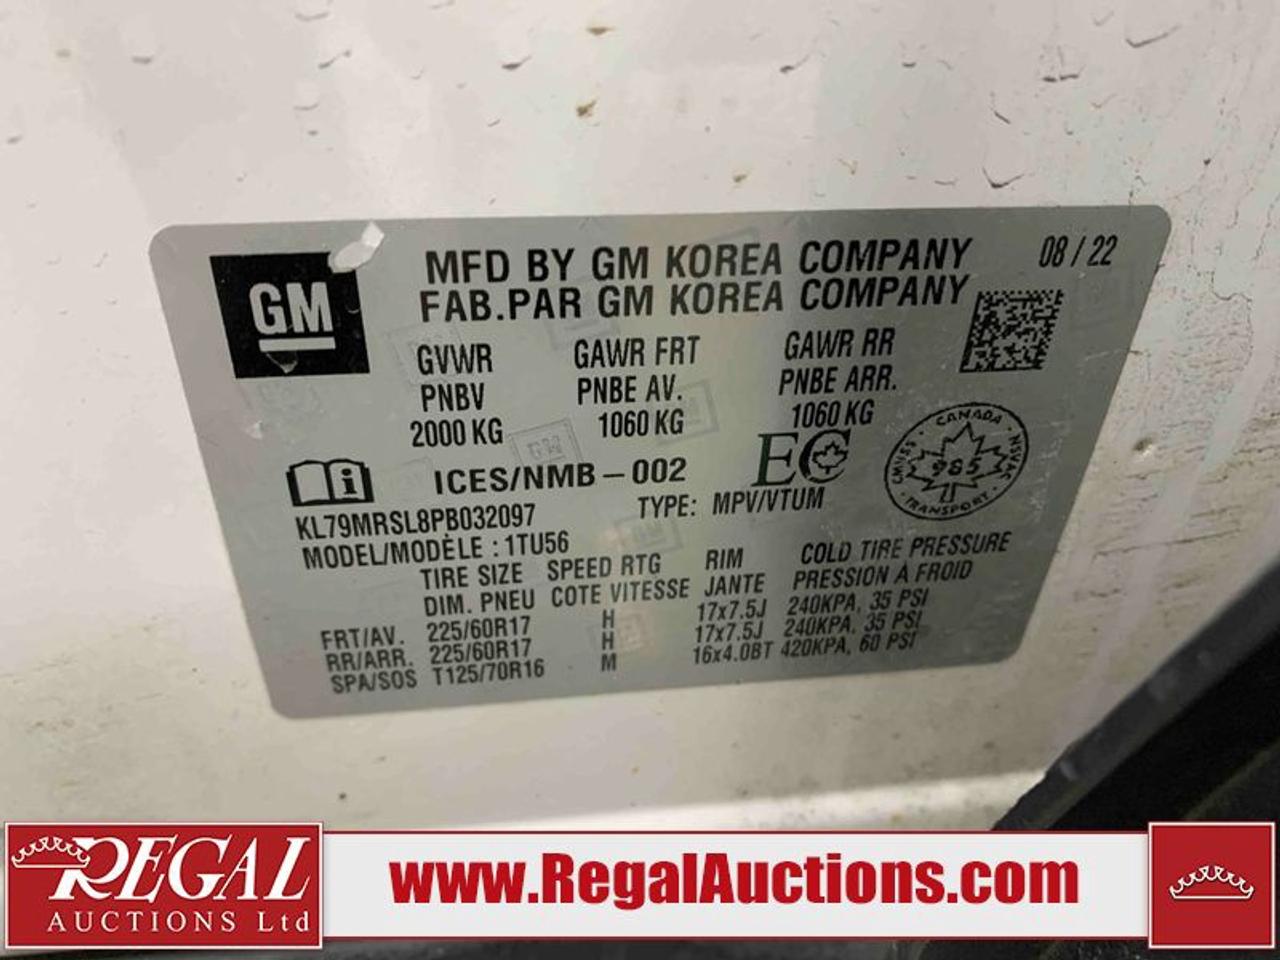 GM
MFD BY GM KOREA COMPANY 08 / 22
FAB.PAR GM KOREA COMPANY
GVWR GAWR FRT GAWR RR
PNBV PNBE AV. PNBE ARR.
2000 KG 1060 KG 1060 KG
ICES/NMB-002 EC
CANADA
985
TRANSPORT
KL79MRSL8PB032097 TYPE: MPV/VTUM
MODEL/MODÈLE : 1TU56
TIRE SIZE SPEED RTG RIM COLD TIRE PRESSURE
DIM. PNEU COTE VITESSE JANTE PRESSION À FROID
FRT/AV. 225/60R17 H 17x7.5J 240KPA, 35 PSI
RR/ARR. 225/60R17 H 17x7.5J 240KPA, 35 PSI
SPA/SOS T125/70R16 M 16x4.0BT 420KPA, 60 PSI
REGAL
AUCTIONS Ltd
www.RegalAuctions.com